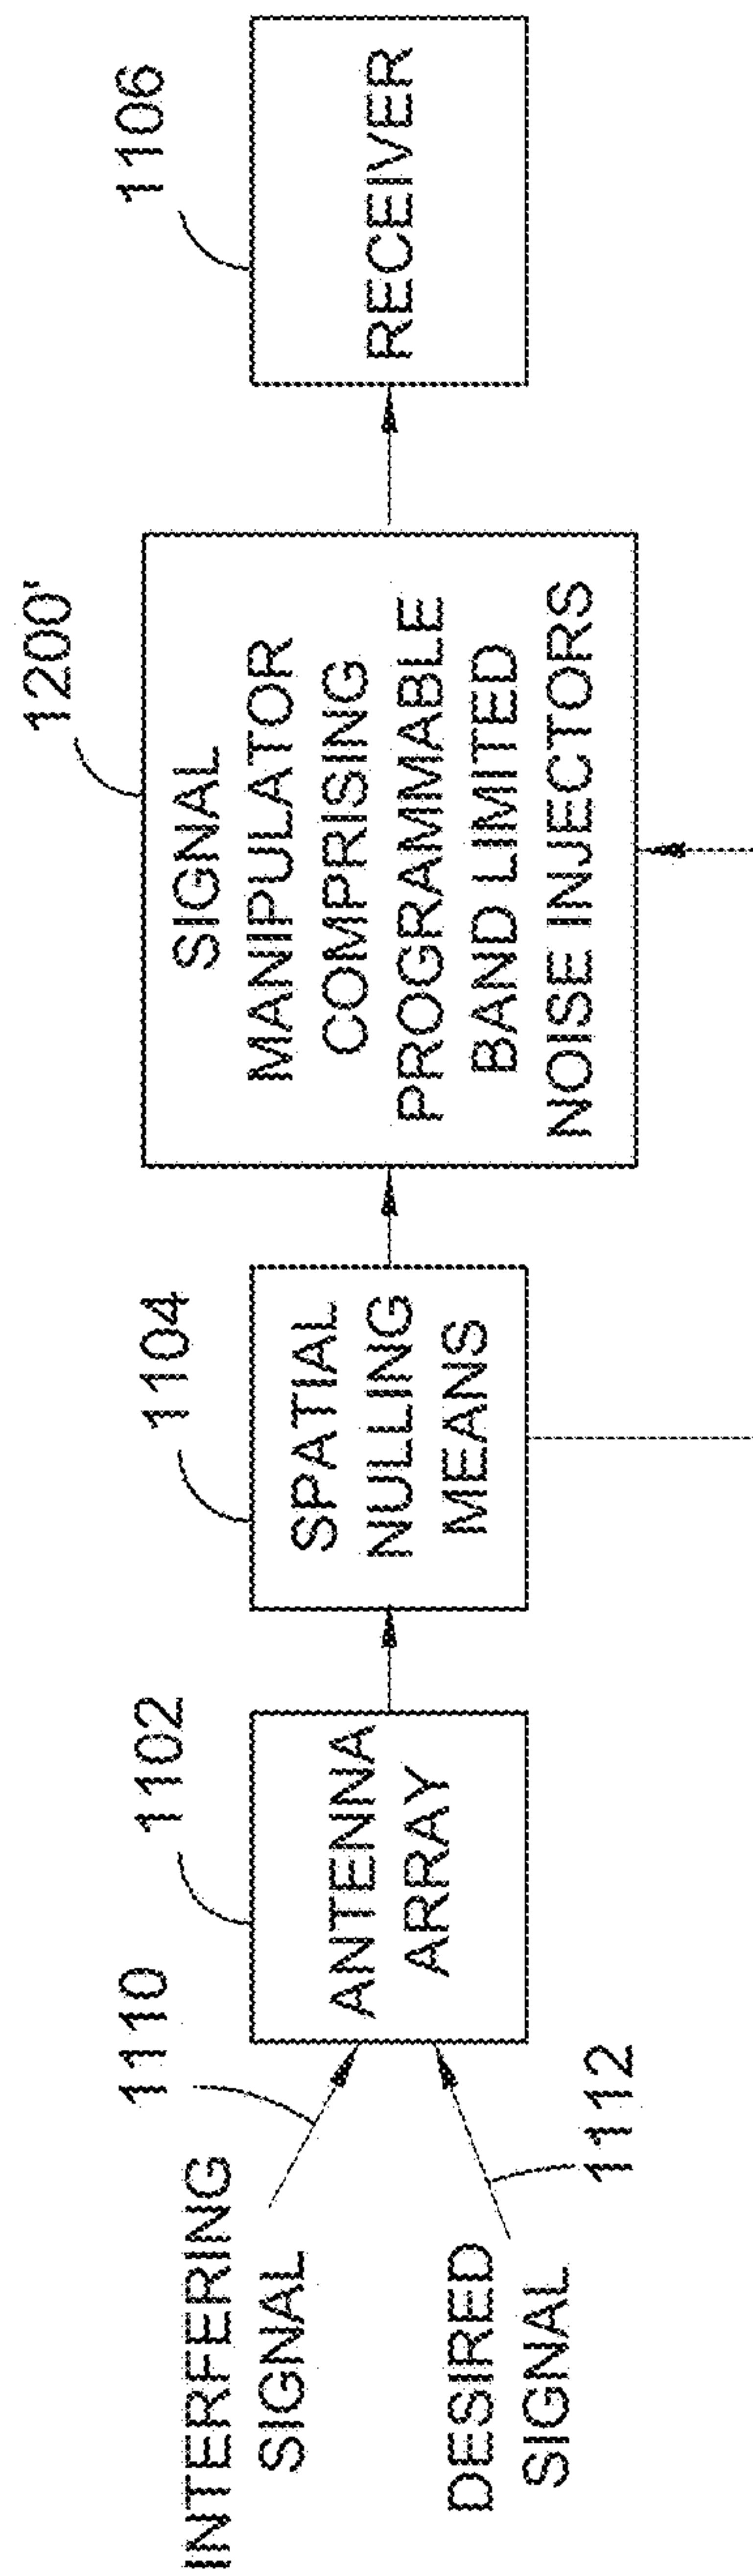 INTERFERING
SIGNAL
1110
DESIRED
SIGNAL
1112
1102
ANTENNA
ARRAY
1104
SPATIAL
NULLING
MEANS
1200'
SIGNAL
MANIPULATOR
COMPRISING
PROGRAMMABLE
BAND LIMITED
NOISE INJECTORS
1106
RECEIVER